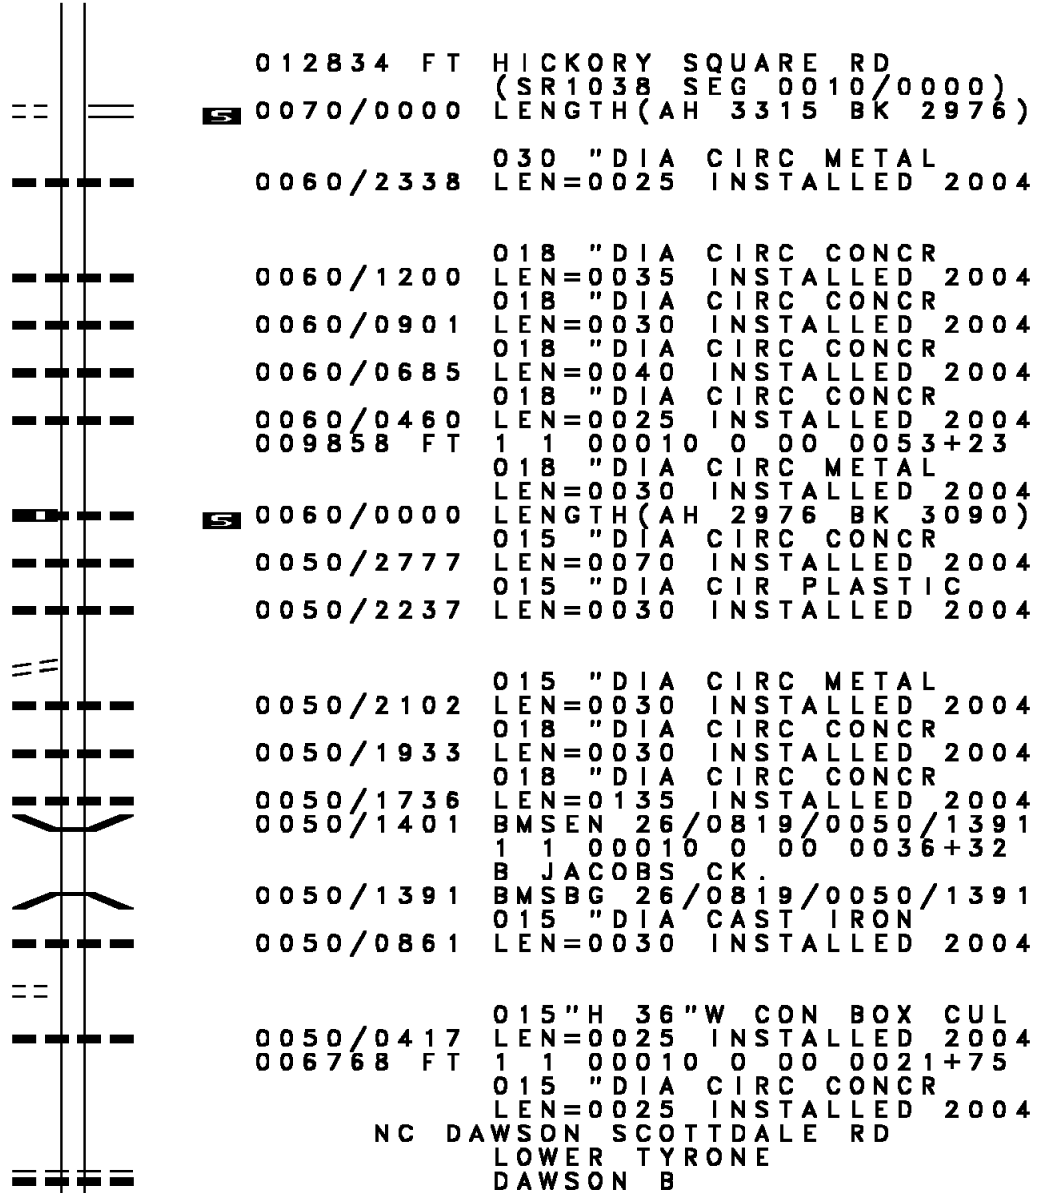 012834 FT HICKORY SQUARE RD
(SR1038 SEG 0010/0000)
S 0070/0000 LENGTH(AH 3315 BK 2976)
030 "DIA CIRC METAL
0060/2338 LEN=0025 INSTALLED 2004
018 "DIA CIRC CONCR
0060/1200 LEN=0035 INSTALLED 2004
018 "DIA CIRC CONCR
0060/0901 LEN=0030 INSTALLED 2004
018 "DIA CIRC CONCR
0060/0685 LEN=0040 INSTALLED 2004
018 "DIA CIRC CONCR
0060/0460 LEN=0025 INSTALLED 2004
009858 FT 1 1 00010 0 00 0053+23
018 "DIA CIRC METAL
LEN=0030 INSTALLED 2004
S 0060/0000 LENGTH(AH 2976 BK 3090)
015 "DIA CIRC CONCR
0050/2777 LEN=0070 INSTALLED 2004
015 "DIA CIR PLASTIC
0050/2237 LEN=0030 INSTALLED 2004
015 "DIA CIRC METAL
0050/2102 LEN=0030 INSTALLED 2004
018 "DIA CIRC CONCR
0050/1933 LEN=0030 INSTALLED 2004
018 "DIA CIRC CONCR
0050/1736 LEN=0135 INSTALLED 2004
0050/1401 BMSEN 26/0819/0050/1391
1 1 00010 0 00 0036+32
B JACOBS CK.
0050/1391 BMSBG 26/0819/0050/1391
015 "DIA CAST IRON
0050/0861 LEN=0030 INSTALLED 2004
015"H 36"W CON BOX CUL
0050/0417 LEN=0025 INSTALLED 2004
006768 FT 1 1 00010 0 00 0021+75
015 "DIA CIRC CONCR
LEN=0025 INSTALLED 2004
NC DAWSON SCOTTDALE RD
LOWER TYRONE
DAWSON B